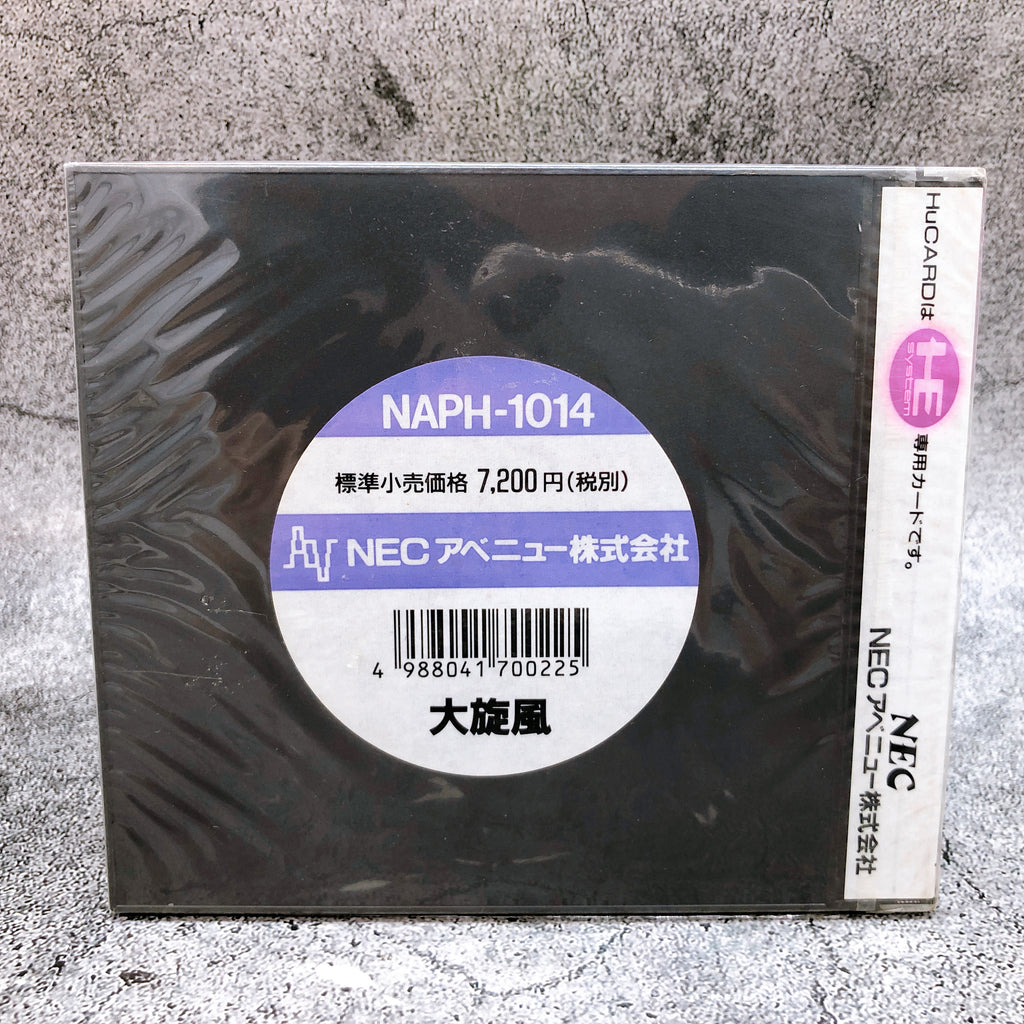 NAPH-1014
標準小売価格 7,200円(税別)
NECアベニュー株式会社
4 988041 700225
大旋風
HuCARDは HE SYSTEM 専用カードです。
NEC
NECアベニュー株式会社